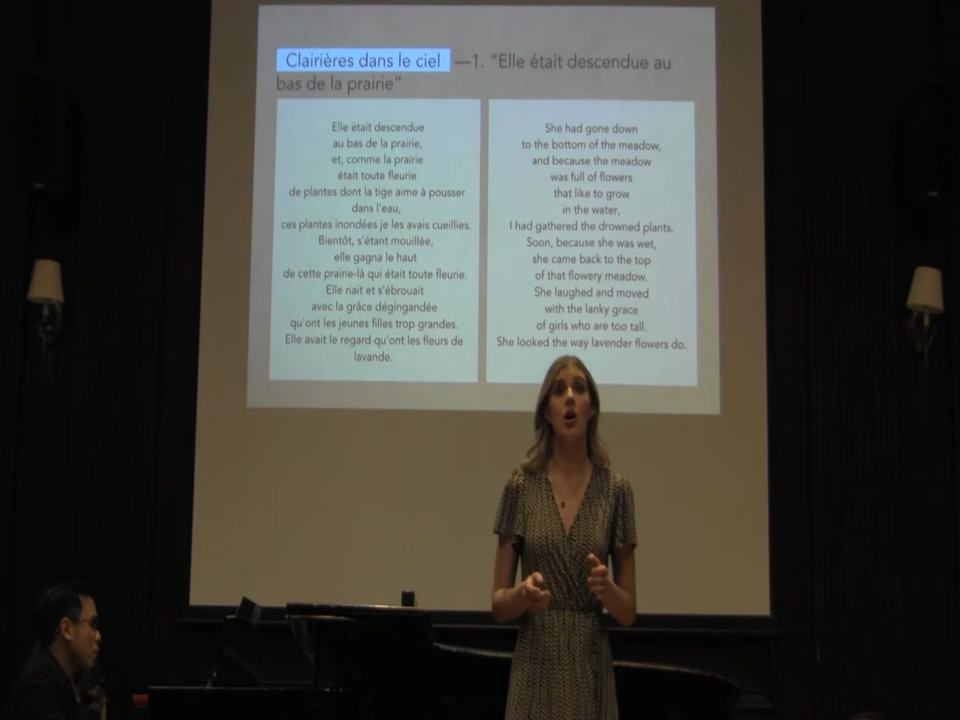 Clairières dans le ciel —1. "Elle était descendue au
bas de la prairie"
Elle était descendue
au bas de la prairie,
et, comme la prairie
était toute fleurie
de plantes dont la tige aime à pousser
dans l'eau,
ces plantes inondées je les avais cueillies.
Bientôt, s'étant mouillée,
elle gagna le haut
de cette prairie-là qui était toute fleurie.
Elle riait et s'ébrouait
avec la grâce dégingandée
qu'ont les jeunes filles trop grandes.
Elle avait le regard qu'ont les fleurs de
lavande.
She had gone down
to the bottom of the meadow,
and because the meadow
was full of flowers
that like to grow
in the water,
I had gathered the drowned plants.
Soon, because she was wet,
she came back to the top
of that flowery meadow.
She laughed and moved
with the lanky grace
of girls who are too tall.
She looked the way lavender flowers do.